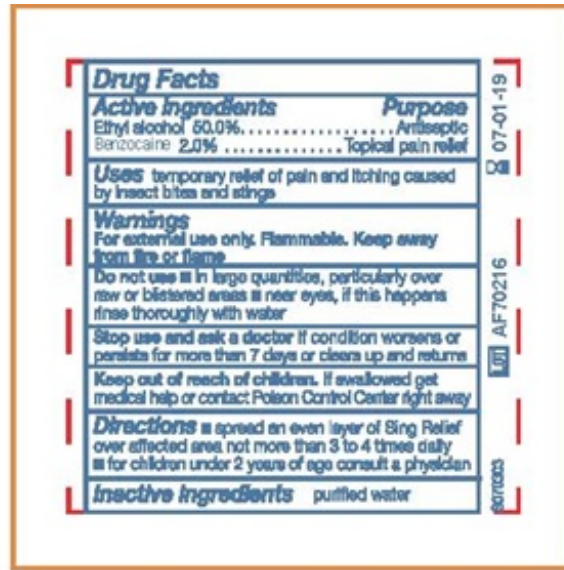 Drug Facts
Active Ingredients Purpose
Ethyl alcohol 50.0%.....................Antiseptic
Benzocaine 2.0% ................Topical pain relief
Uses temporary relief of pain and itching caused
by insect bites and stings
Warnings
For external use only. Flammable. Keep away
from fire or flame
Do not use ■ in large quantities, particularly over
raw or blistered areas ■ near eyes, if this happens
rinse thoroughly with water
Stop use and ask a doctor if condition worsens or
persists for more than 7 days or clears up and returns
Keep out of reach of children. If swallowed get
medical help or contact Poison Control Center right away
Directions ■ spread an even layer of Sing Relief
over affected area not more than 3 to 4 times daily
■ for children under 2 years of age consult a physician
Inactive Ingredients purified water
07-01-19
LOT AF70216